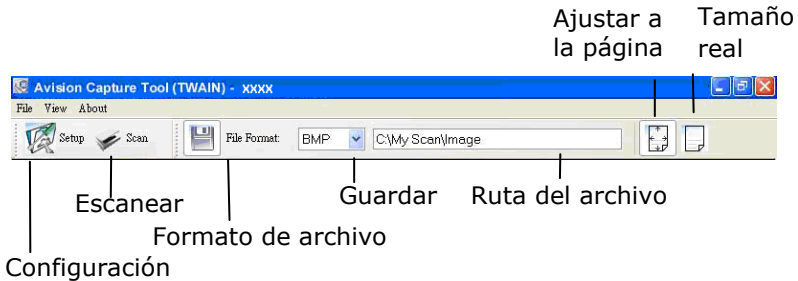 Ajustar a
la página
Tamaño
real
Avision Capture Tool (TWAIN) - xxxx
File View About
Setup Scan File Format: BMP C:\My Scan\Image
Escanear
Guardar
Ruta del archivo
Formato de archivo
Configuración